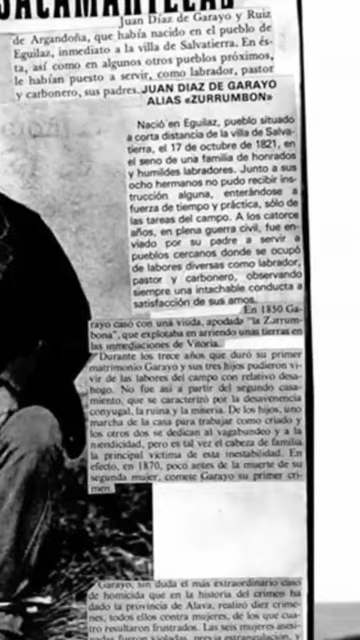 SACAMANTECAS
Juan Díaz de Garayo y Ruiz
de Argandoña, que había nacido en el pueblo de
Eguilaz, inmediato a la villa de Salvatierra. En és-
ta, así como en algunos otros pueblos próximos,
le habían puesto a servir, como labrador, pastor
y carbonero, sus padres.
JUAN DIAZ DE GARAYO
ALIAS «ZURRUMBON»
Nació en Eguilaz, pueblo situado
a corta distancia de la villa de Salva-
tierra, el 17 de octubre de 1821, en
el seno de una familia de honrados
y humildes labradores. Junto a sus
ocho hermanos no pudo recibir ins-
trucción alguna, enterándose a
fuerza de tiempo y práctica, sólo de
las tareas del campo. A los catorce
años, en plena guerra civil, fue en-
viado por su padre a servir a
pueblos cercanos donde se ocupó
de labores diversas como labrador,
pastor y carbonero, observando
siempre una intachable conducta a
satisfacción de sus amos.
En 1850 Ga-
rayo casó con una viuda, apodada "la Zurrum-
bona", que explotaba en arriendo unas tierras en
las inmediaciones de Vitoria.
Durante los trece años que duró su primer
matrimonio Garayo y sus tres hijos pudieron vi-
vir de las labores del campo con relativo desa-
hogo. No fue así a partir del segundo casa-
miento, que se caracterizó por la desavenencia
conyugal, la ruina y la miseria. De los hijos, uno
marcha de la casa para trabajar como criado y
los otros dos se dedican al vagabundeo y a la
mendicidad, pero es tal vez el cabeza de familia
la principal víctima de esta inestabilidad. En
efecto, en 1870, poco antes de la muerte de su
segunda mujer, comete Garayo su primer cri-
men
Garayo, sin duda el más extraordinario caso
de homicida que en la historia del crimen ha
dado la provincia de Alava, realizó diez críme-
nes, todos ellos contra mujeres, de los que cua-
tro resultaron frustrados. Las seis mujeres asesi-
nadas fueron violadas, previa estrangulación y